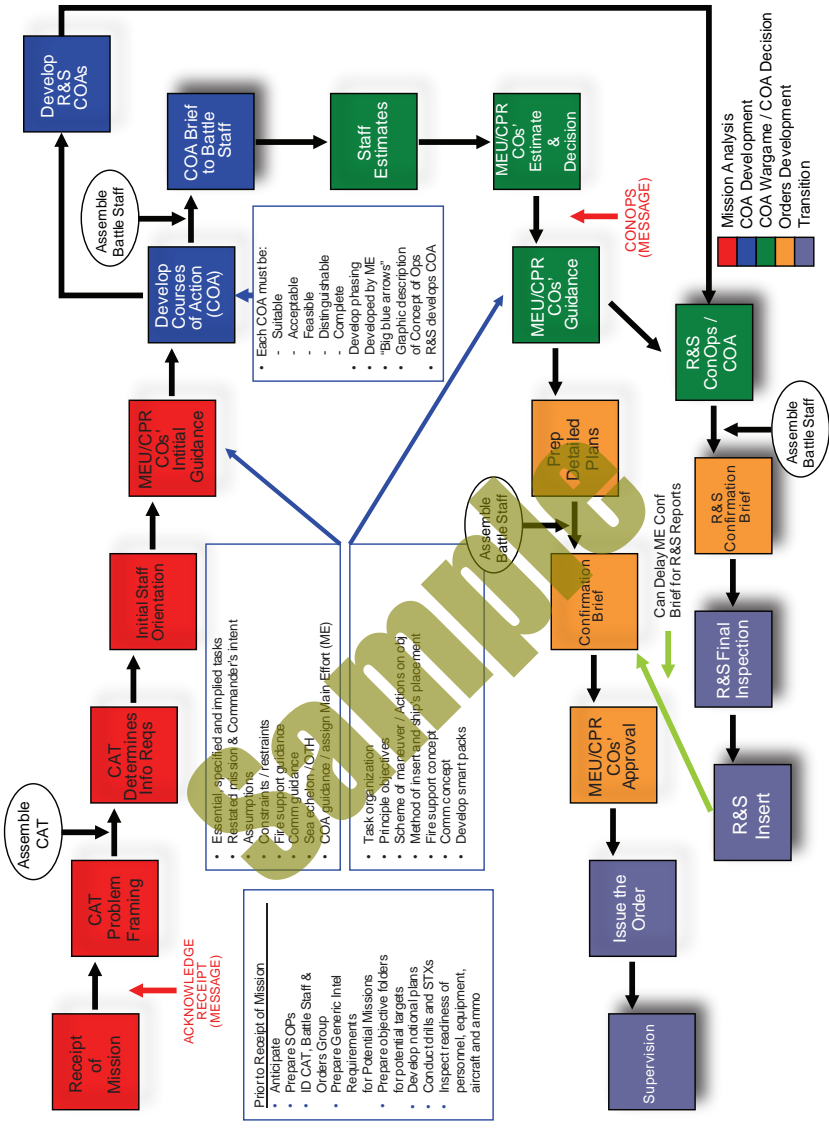 Receipt
of
Mission
ACKNOWLEDGE
RECEIPT
(MESSAGE)
CAT
Problem
Framing
Assemble
CAT
CAT
Determines
Info Reqs
Initial Staff
Orientation
MEU/CPR
COs'
Intitial
Guidance
Develop
Courses
of Action
(COA)
Assemble
Battle Staff
Develop
R&S
COAs
COA Brief
to Battle
Staff
Staff
Estimates
MEU/CPR
COs'
Estimate
&
Decision
CONOPS
(MESSAGE)
MEU/CPR
COs'
Guidance
• Each COA must be:
- Suitable
- Acceptable
- Feasible
- Distinguishable
- Complete
• Develop phasing
• Developed by ME
• "Big blue arrows"
• Graphic description
of Concept of Ops
• R&S develops COA
Prior to Receipt of Mission
• Anticipate
• Prepare SOPs
• ID CAT, Battle Staff &
Orders Group
• Prepare Generic Intel
Requirements
for Potential Missions
• Prepare objective folders
for potential targets
• Develop notional plans
• Conduct drills and STXs
• Inspect readiness of
personnel, equipment,
aircraft and ammo
• Essential, specified and implied tasks
• Restated mission & Commander's intent
• Assumptions
• Constraints / restraints
• Fire support guidance
• Comm guidance
• Sea echelon / OTH
• COA guidance / assign Main Effort (ME)
• Task organization
• Principle objectives
• Scheme of maneuver / Actions on obj
• Method of insert and ship's placement
• Fire support concept
• Comm concept
• Develop smart packs
Prep
Detailed
Plans
Assemble
Battle Staff
Confirmation
Brief
MEU/CPR
COs'
Approval
Issue the
Order
Supervision
R&S
ConOps /
COA
Assemble
Battle Staff
R&S
Confirmation
Brief
R&S Final
Inspection
R&S
Insert
Can Delay ME Conf
Brief for R&S Reports
Mission Analysis
COA Development
COA Wargame / COA Decision
Orders Development
Transition
Sample